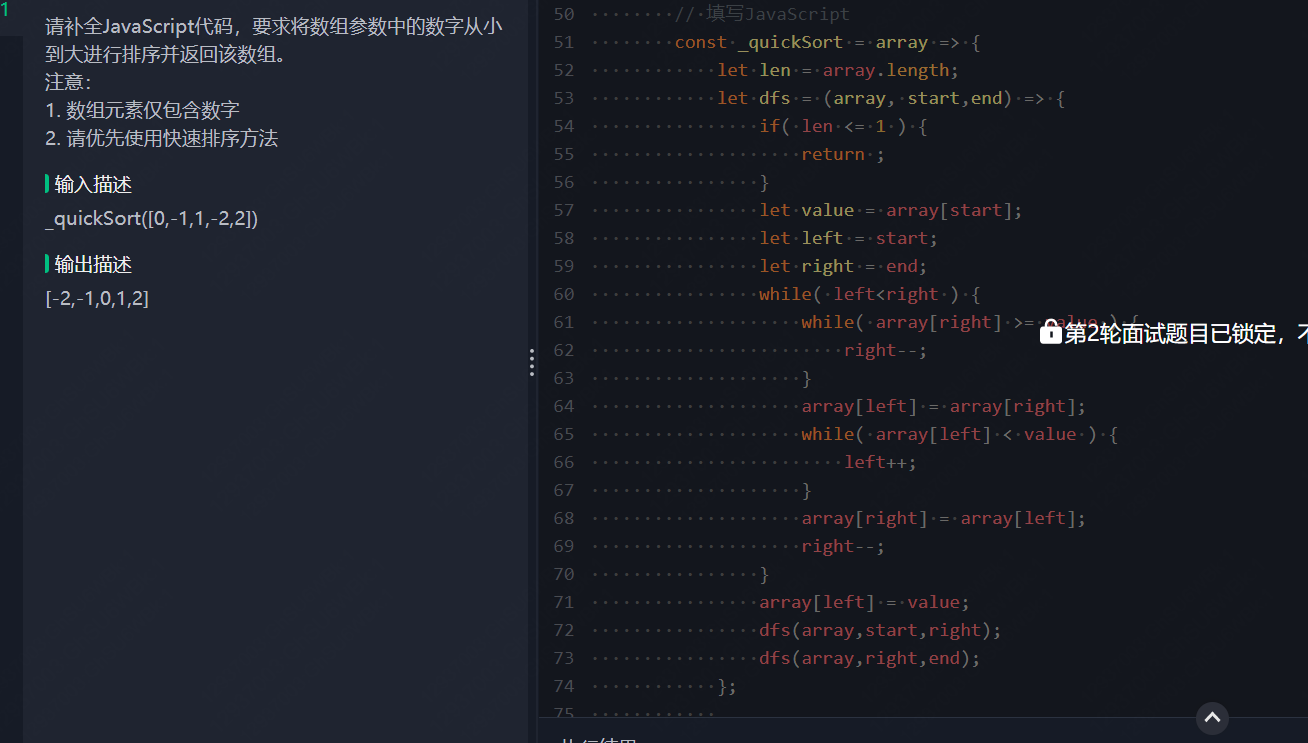 1
请补全JavaScript代码，要求将数组参数中的数字从小
到大进行排序并返回该数组。
注意：
1. 数组元素仅包含数字
2. 请优先使用快速排序方法
输入描述
_quickSort([0,-1,1,-2,2])
输出描述
[-2,-1,0,1,2]
50 // 填写JavaScript
51 const _quickSort = array => {
52 let len = array.length;
53 let dfs = (array, start,end) => {
54 if( len <= 1 ) {
55 return ;
56 }
57 let value = array[start];
58 let left = start;
59 let right = end;
60 while( left<right ) {
61 while( array[right] >= value ) {
第2轮面试题目已锁定，不
62 right--;
63 }
64 array[left] = array[right];
65 while( array[left] < value ) {
66 left++;
67 }
68 array[right] = array[left];
69 right--;
70 }
71 array[left] = value;
72 dfs(array,start,right);
73 dfs(array,right,end);
74 };
75
执行结果